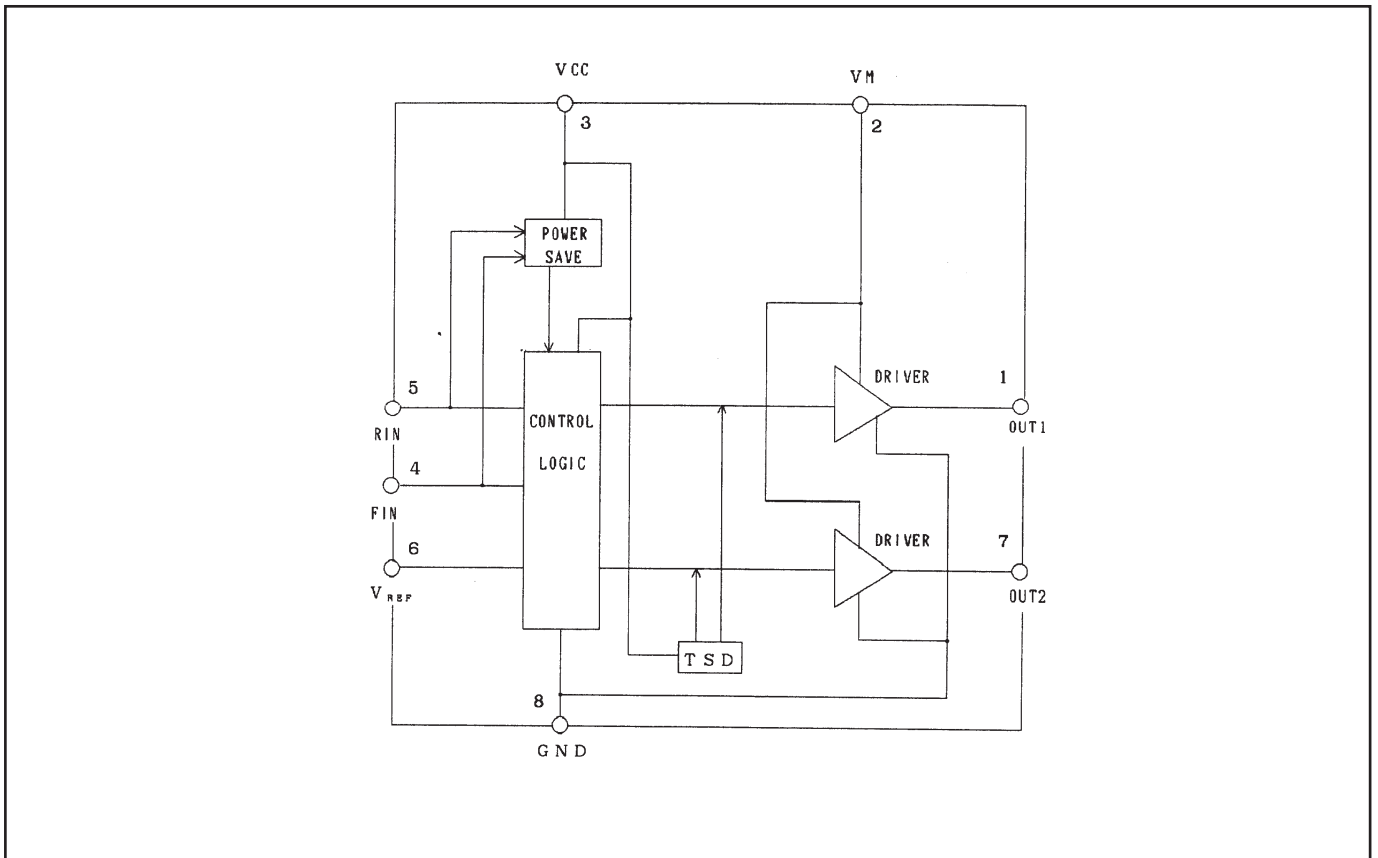 VCC
VM
3
2
POWER
SAVE
5
DRIVER
1
CONTROL
RIN
OUT1
LOGIC
4
FIN
DRIVER
7
6
VREF
OUT2
TSD
8
GND